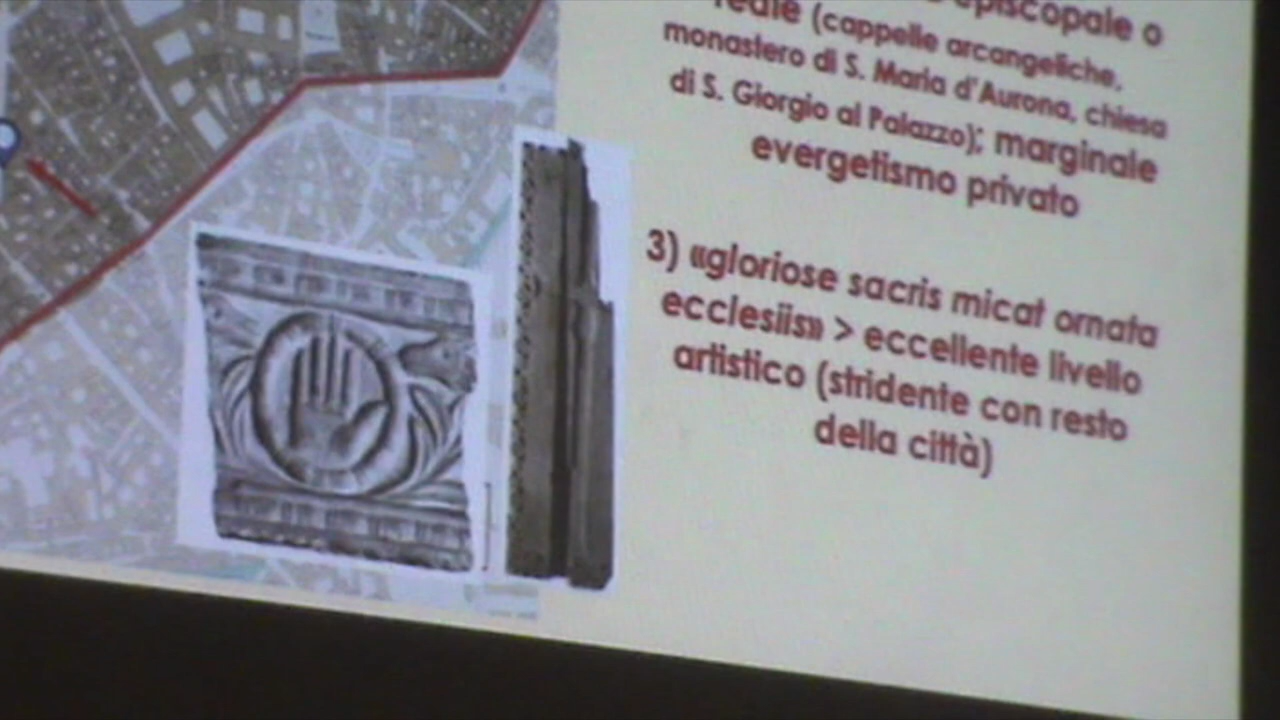 episcopale o
reale (cappelle arcangeliche,
monastero di S. Maria d'Aurona, chiesa
di S. Giorgio al Palazzo); marginale
evergetismo privato
3) «gloriose sacris micat ornata
ecclesiis» > eccellente livello
artistico (stridente con resto
della città)